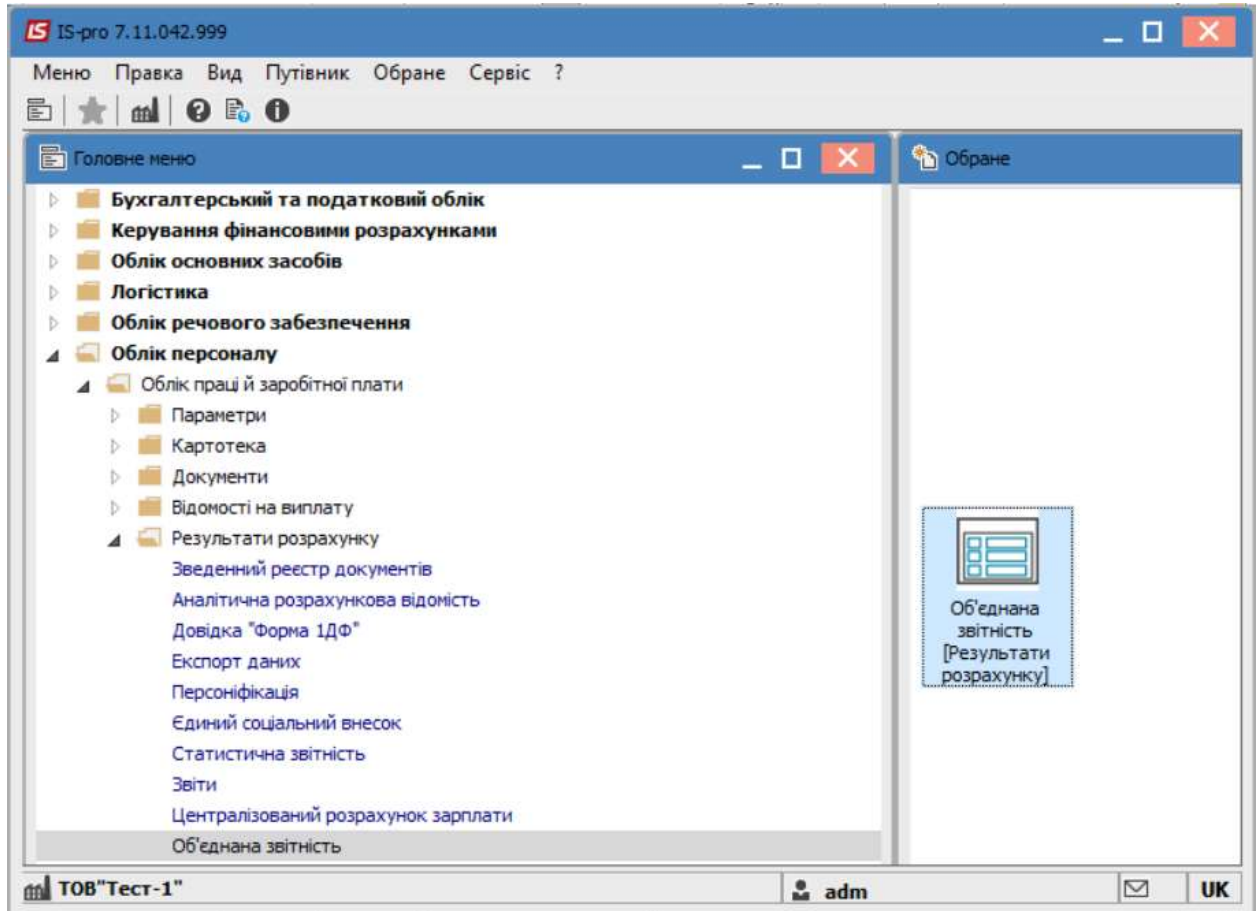 IS-pro 7.11.042.999
Меню Правка Вид Путівник Обране Сервіс ?
Головне меню
Обране
Бухгалтерський та податковий облік
Керування фінансовими розрахунками
Облік основних засобів
Логістика
Облік речового забезпечення
Облік персоналу
Облік праці й заробітної плати
Параметри
Картотека
Документи
Відомості на виплату
Результати розрахунку
Зведенний реєстр документів
Аналітична розрахункова відомість
Довідка "Форма 1ДФ"
Експорт даних
Персоніфікація
Єдиний соціальний внесок
Статистична звітність
Звіти
Централізований розрахунок зарплати
Об'єднана звітність
Об'єднана
звітність
[Результати
розрахунку]
ТОВ"Тест-1" adm UK